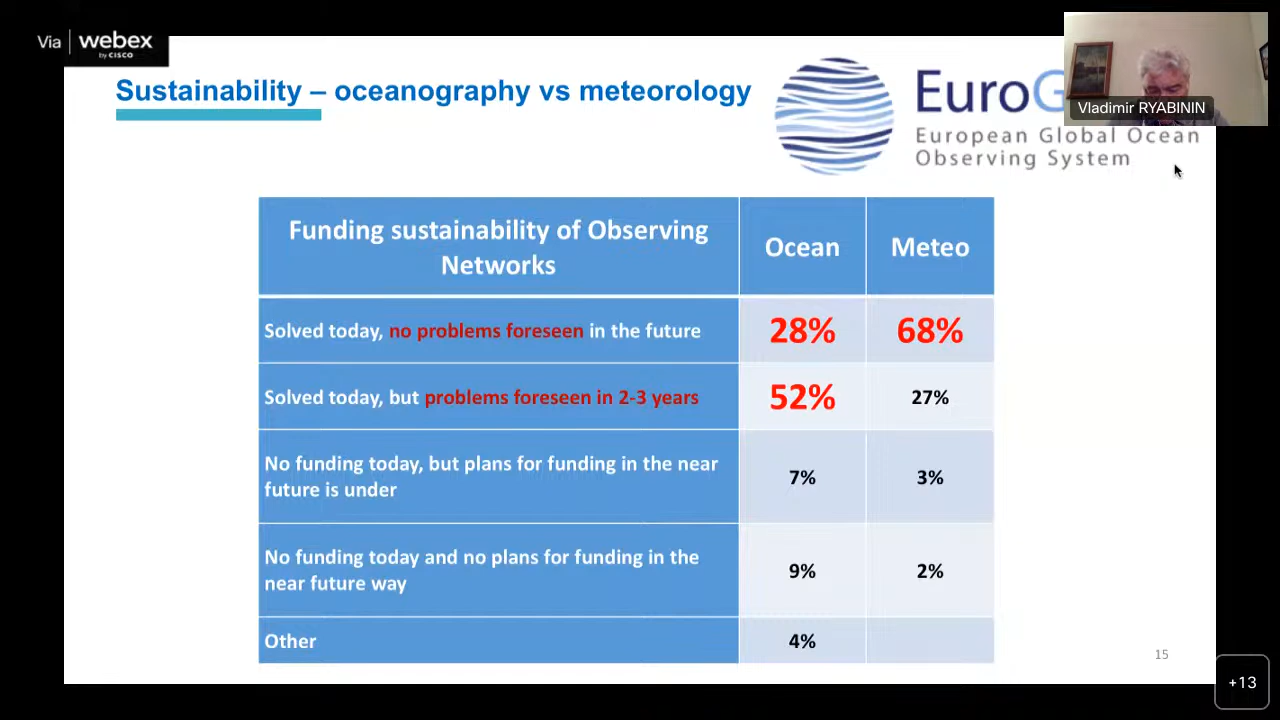 Via webex
by CISCO
Sustainability – oceanography vs meteorology
EuroG
European Global Ocean
Observing System
Vladimir RYABININ
Funding sustainability of Observing
Networks
Ocean
Meteo
Solved today, no problems foreseen in the future
28%
68%
Solved today, but problems foreseen in 2-3 years
52%
27%
No funding today, but plans for funding in the near
future is under
7%
3%
No funding today and no plans for funding in the
near future way
9%
2%
Other
4%
15
+13